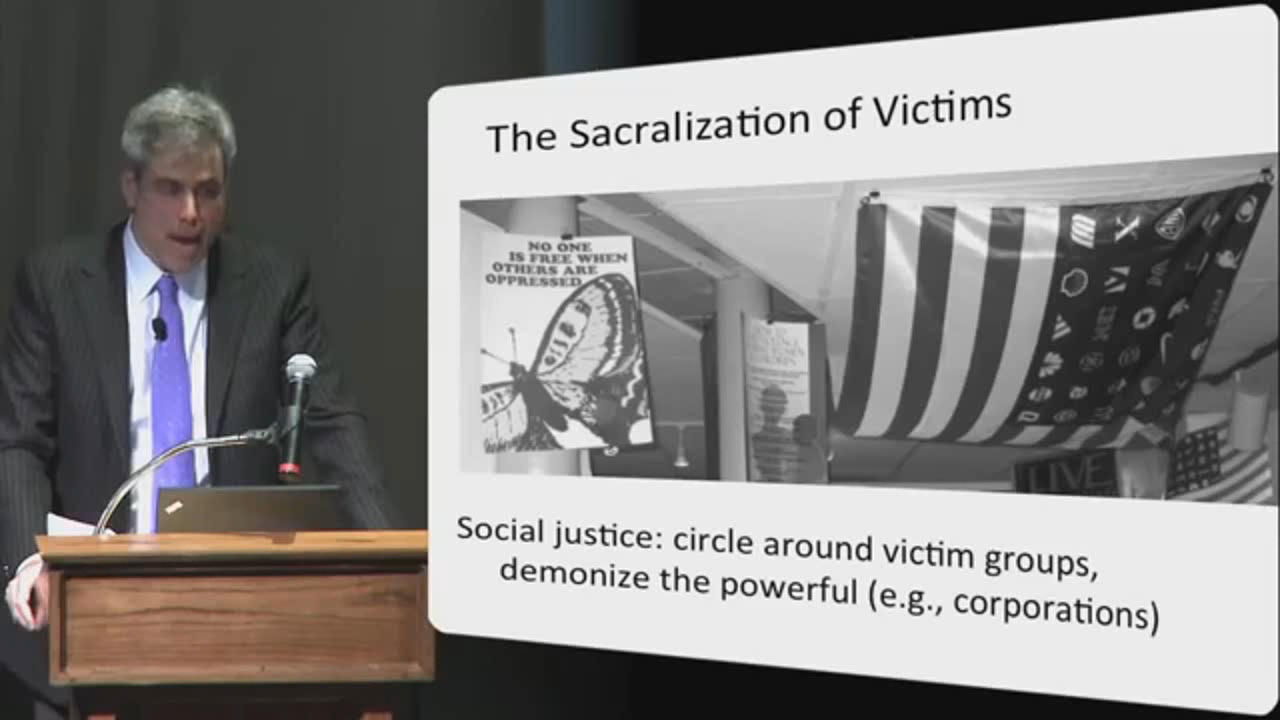 The Sacralization of Victims
NO ONE
IS FREE WHEN
OTHERS ARE
OPPRESSED
LIVE
Social justice: circle around victim groups,
demonize the powerful (e.g., corporations)